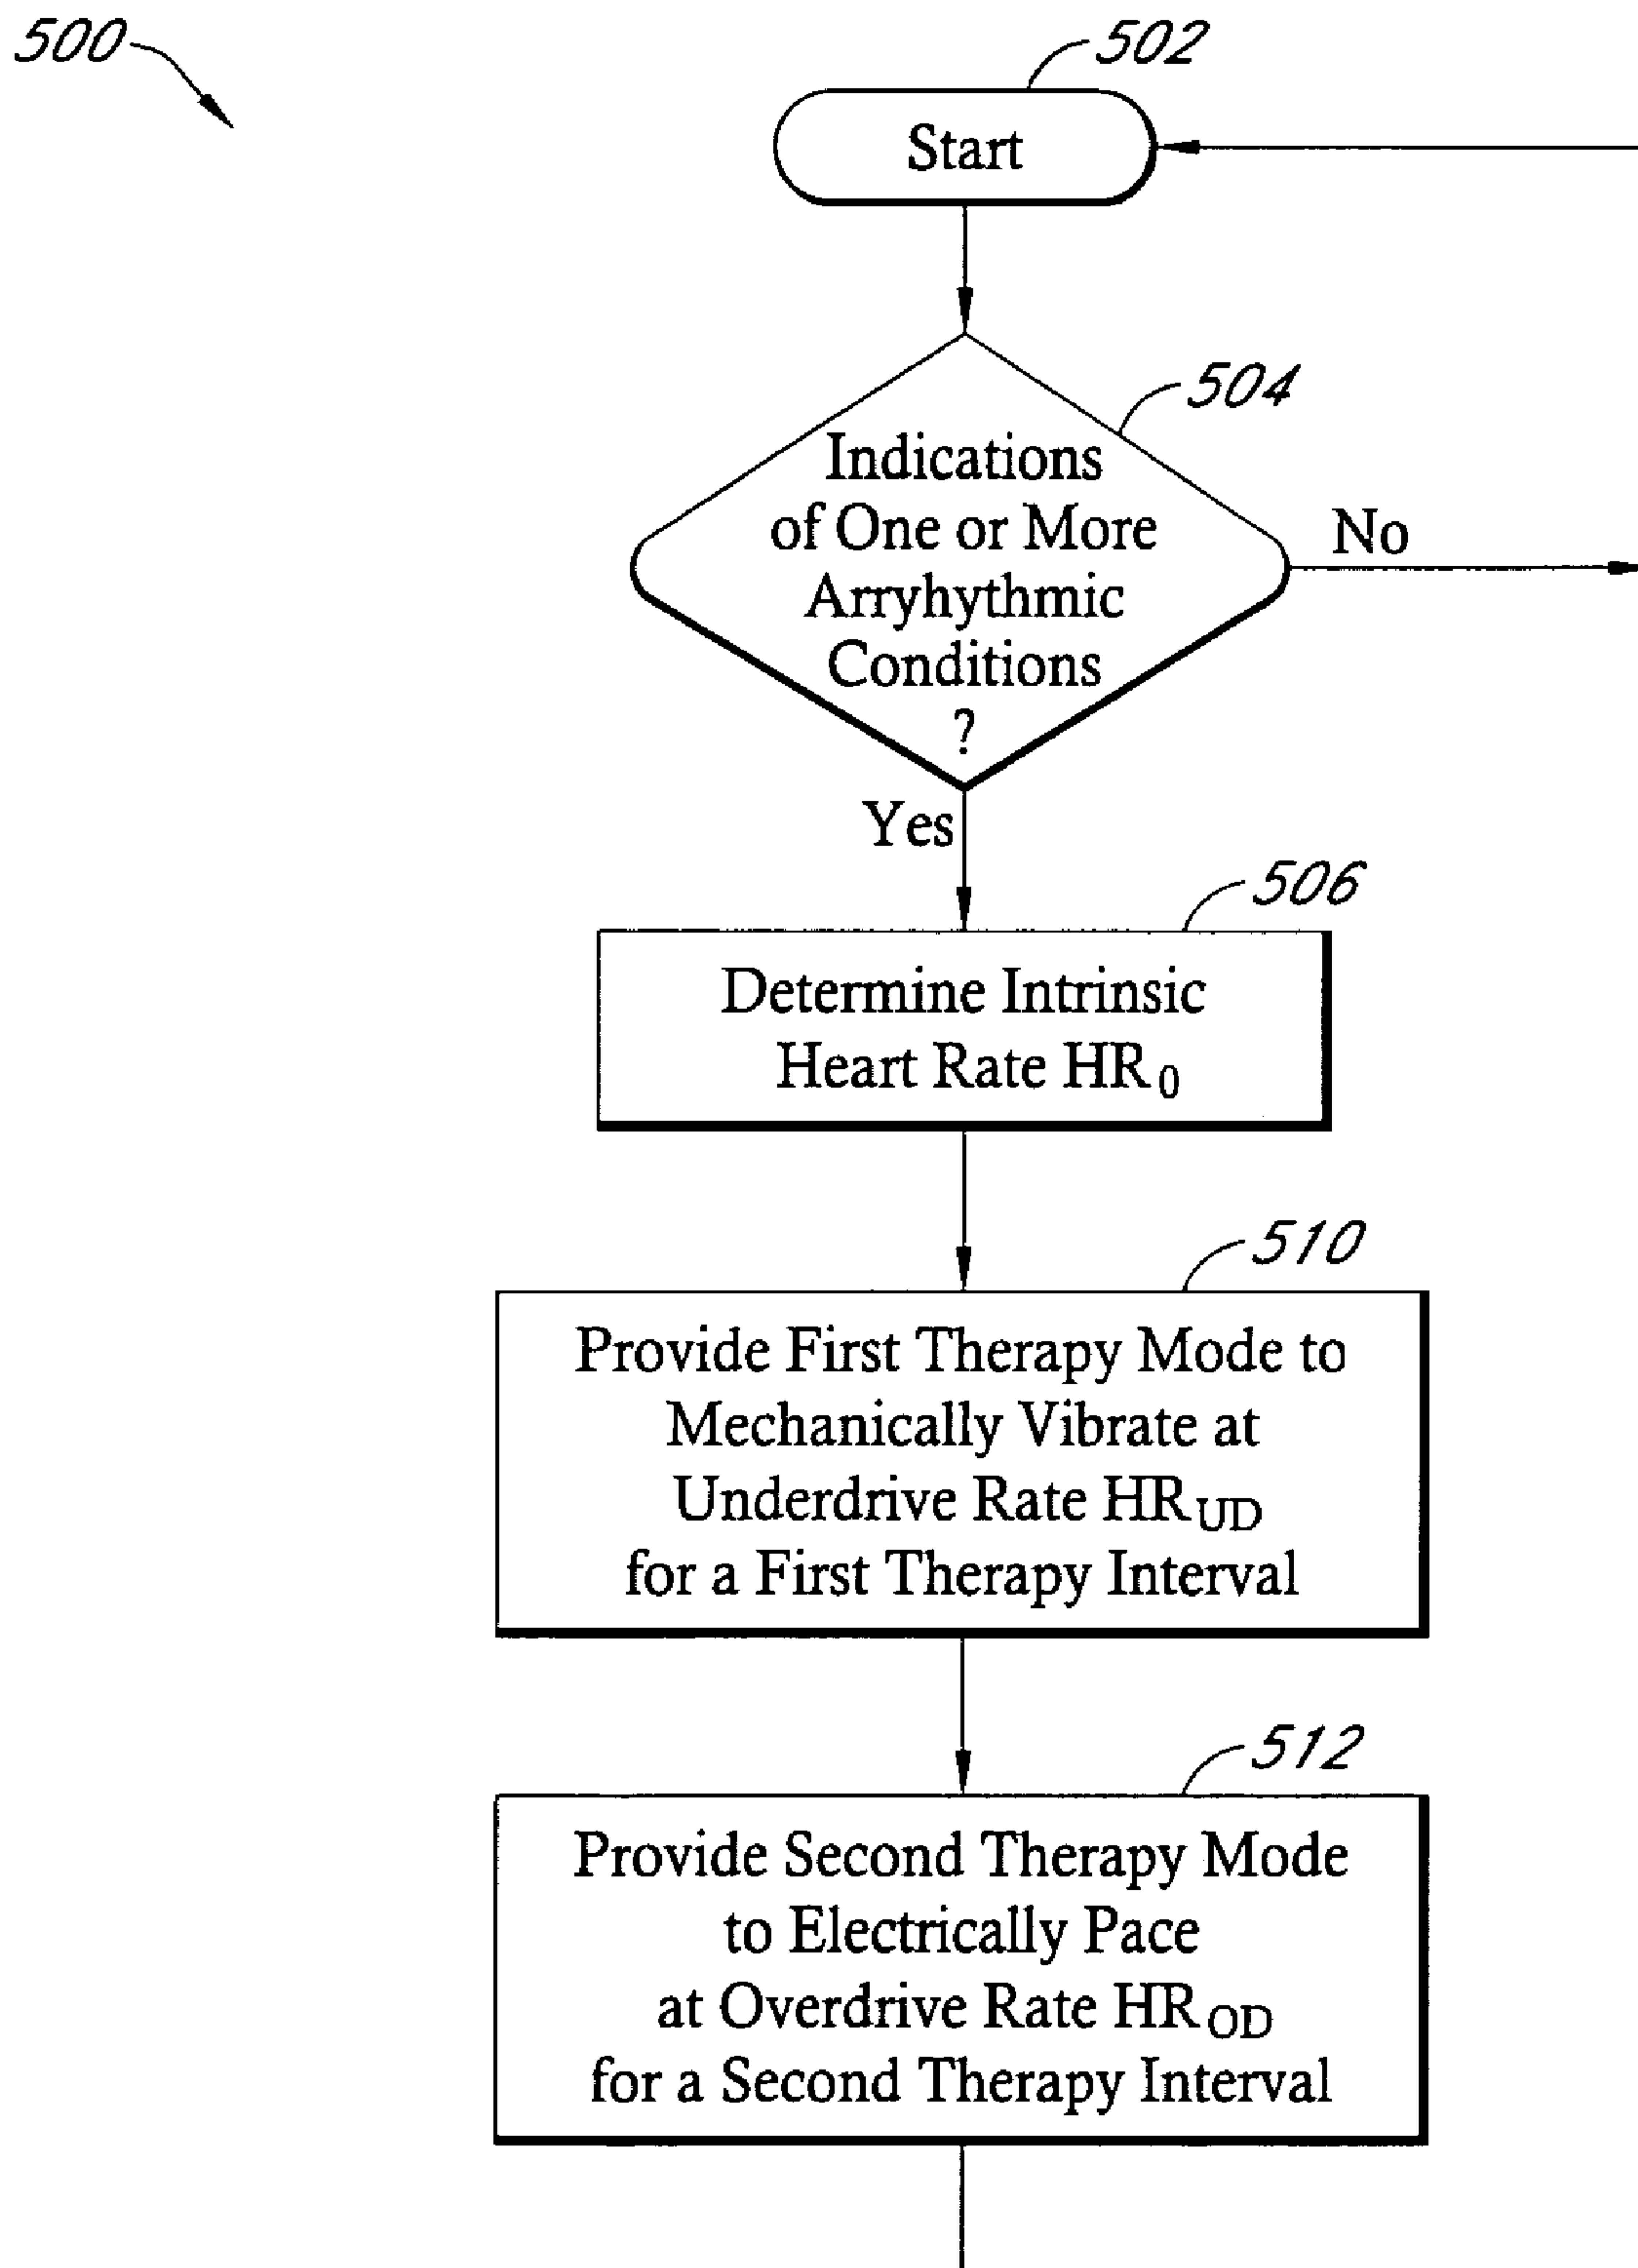 500
502
Start
504
Indications
of One or More
Arryhythmic
Conditions
?
No
Yes
506
Determine Intrinsic
Heart Rate HR0
510
Provide First Therapy Mode to
Mechanically Vibrate at
Underdrive Rate HRUD
for a First Therapy Interval
512
Provide Second Therapy Mode
to Electrically Pace
at Overdrive Rate HROD
for a Second Therapy Interval